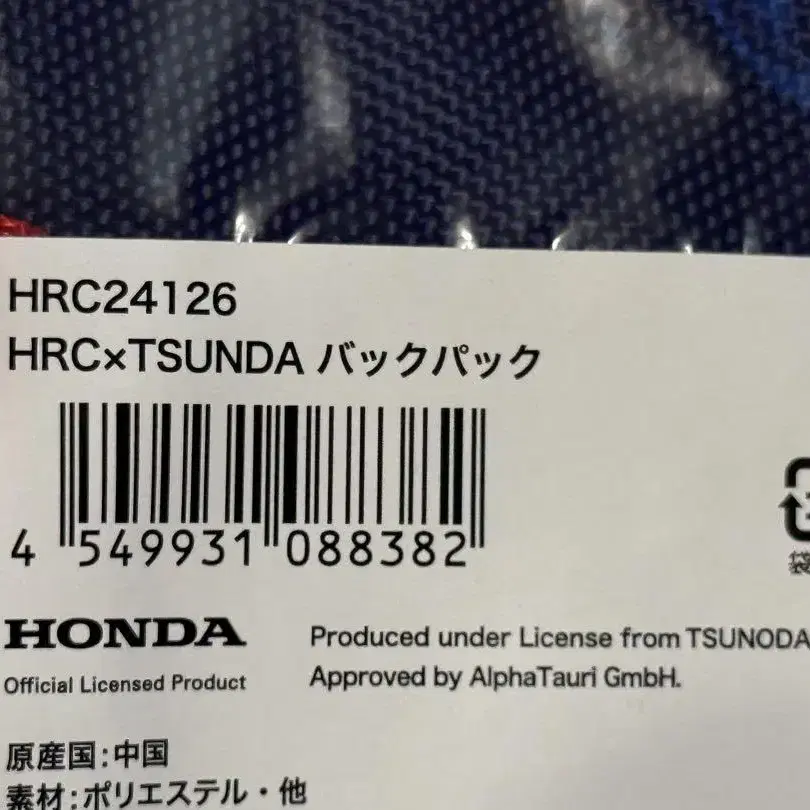 HRC24126
HRC×TSUNDA バックパック
4 549931 088382
HONDA
Official Licensed Product
Produced under License from TSUNODA
Approved by AlphaTauri GmbH.
原産国:中国
素材:ポリエステル・他